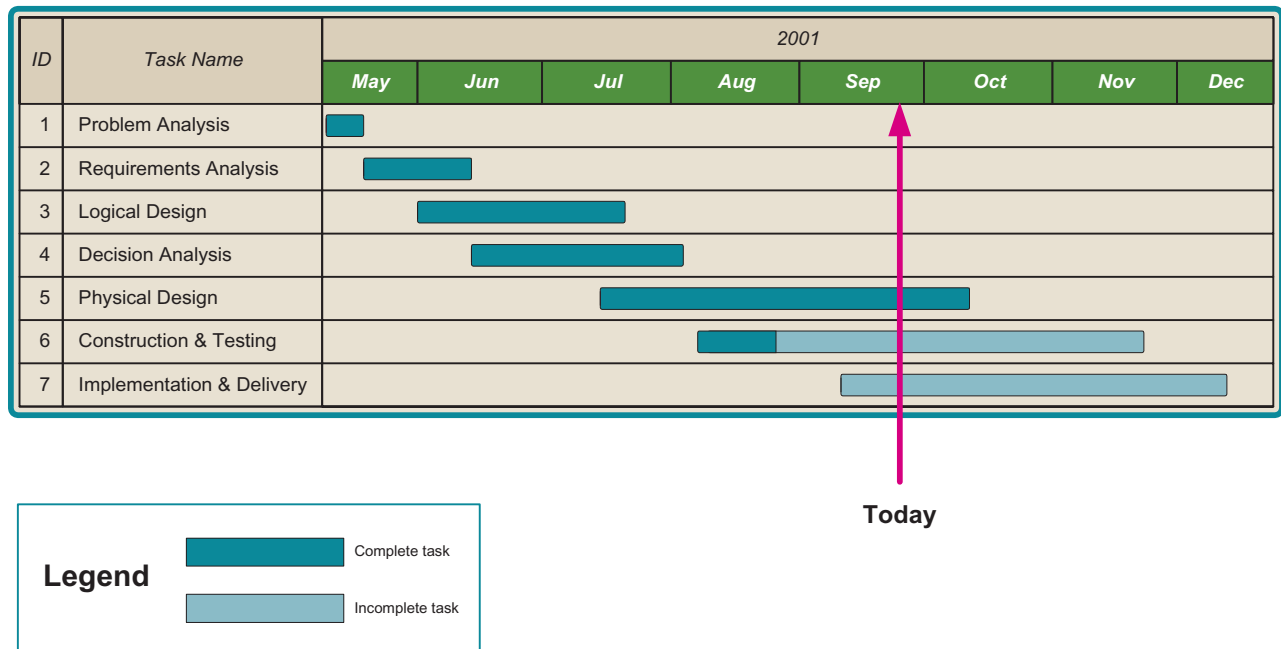 ID
Task Name
2001
May Jun Jul Aug Sep Oct Nov Dec
1 Problem Analysis
2 Requirements Analysis
3 Logical Design
4 Decision Analysis
5 Physical Design
6 Construction & Testing
7 Implementation & Delivery
Today
Legend
Complete task
Incomplete task